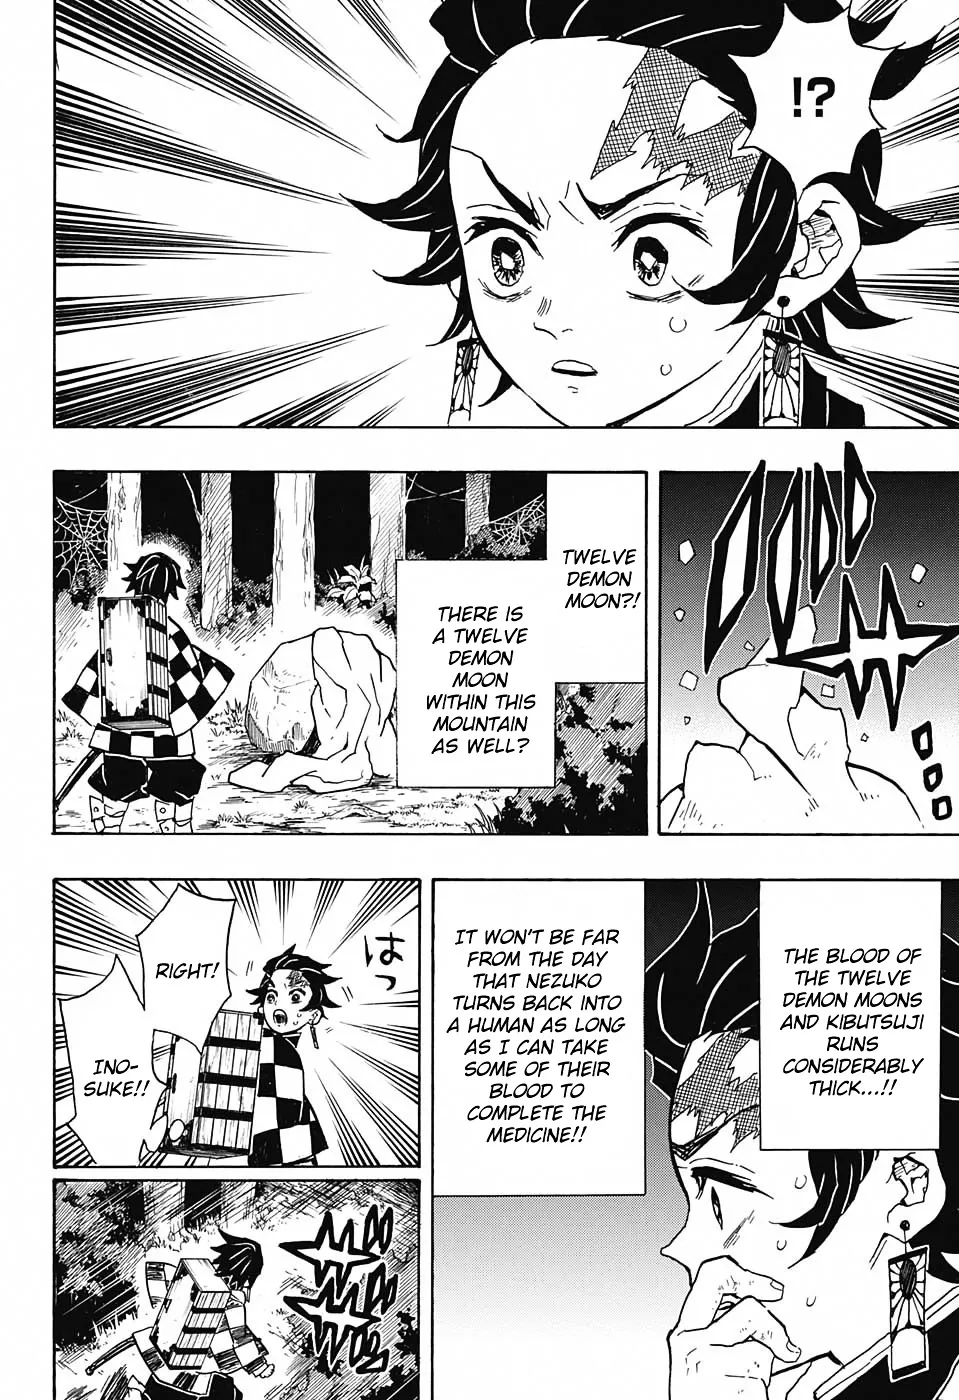 !?
TWELVE
DEMON
MOON?!
THERE IS
A TWELVE
DEMON
MOON
WITHIN THIS
MOUNTAIN
AS WELL?
THE BLOOD OF
THE TWELVE
DEMON MOONS
AND KIBUTSUJI
RUNS
CONSIDERABLY
THICK...!!
IT WON'T BE FAR
FROM THE DAY
THAT NEZUKO
TURNS BACK INTO
A HUMAN AS LONG
AS I CAN TAKE
SOME OF THEIR
BLOOD TO
COMPLETE THE
MEDICINE!!
はっ
RIGHT!
INO-
SUKE!!